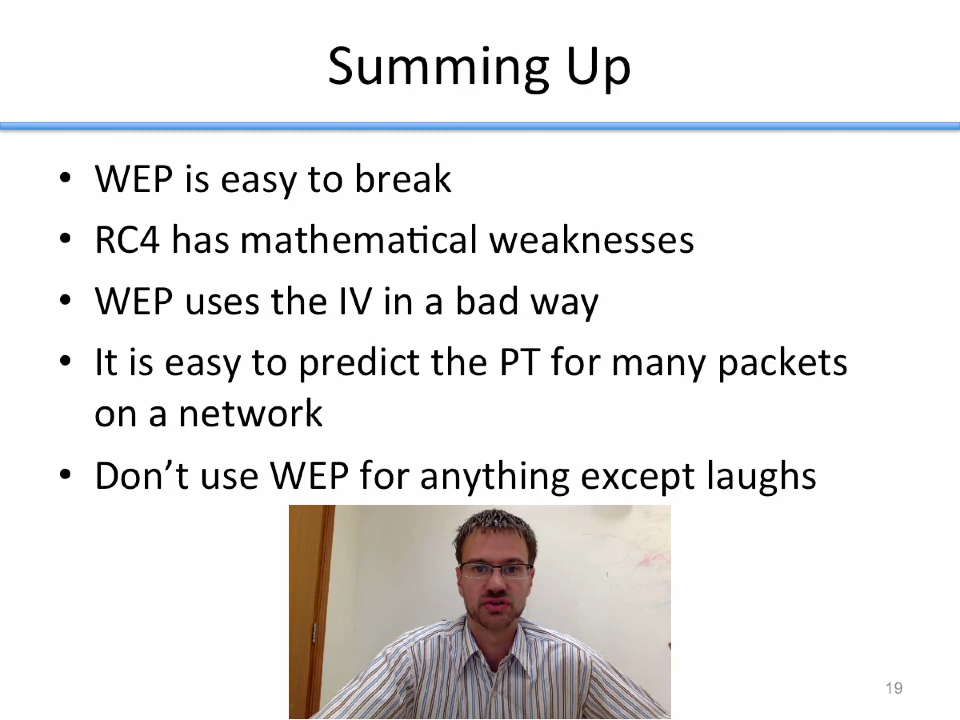 Summing Up
• WEP is easy to break
• RC4 has mathematical weaknesses
• WEP uses the IV in a bad way
• It is easy to predict the PT for many packets
on a network
• Don’t use WEP for anything except laughs
19